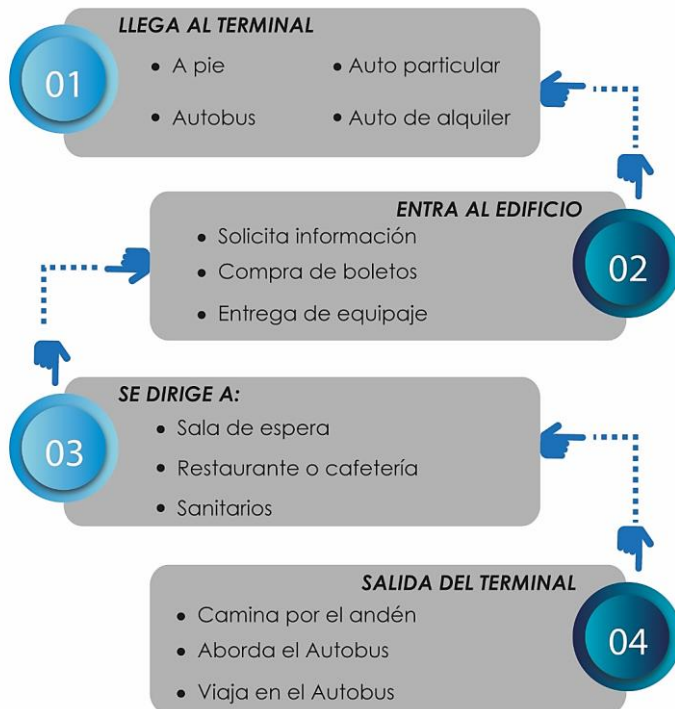 LLEGA AL TERMINAL
01
• A pie • Auto particular
• Autobus • Auto de alquiler
ENTRA AL EDIFICIO
• Solicita información
02
• Compra de boletos
• Entrega de equipaje
SE DIRIGE A:
• Sala de espera
03
• Restaurante o cafetería
• Sanitarios
SALIDA DEL TERMINAL
• Camina por el andén
04
• Aborda el Autobus
• Viaja en el Autobus